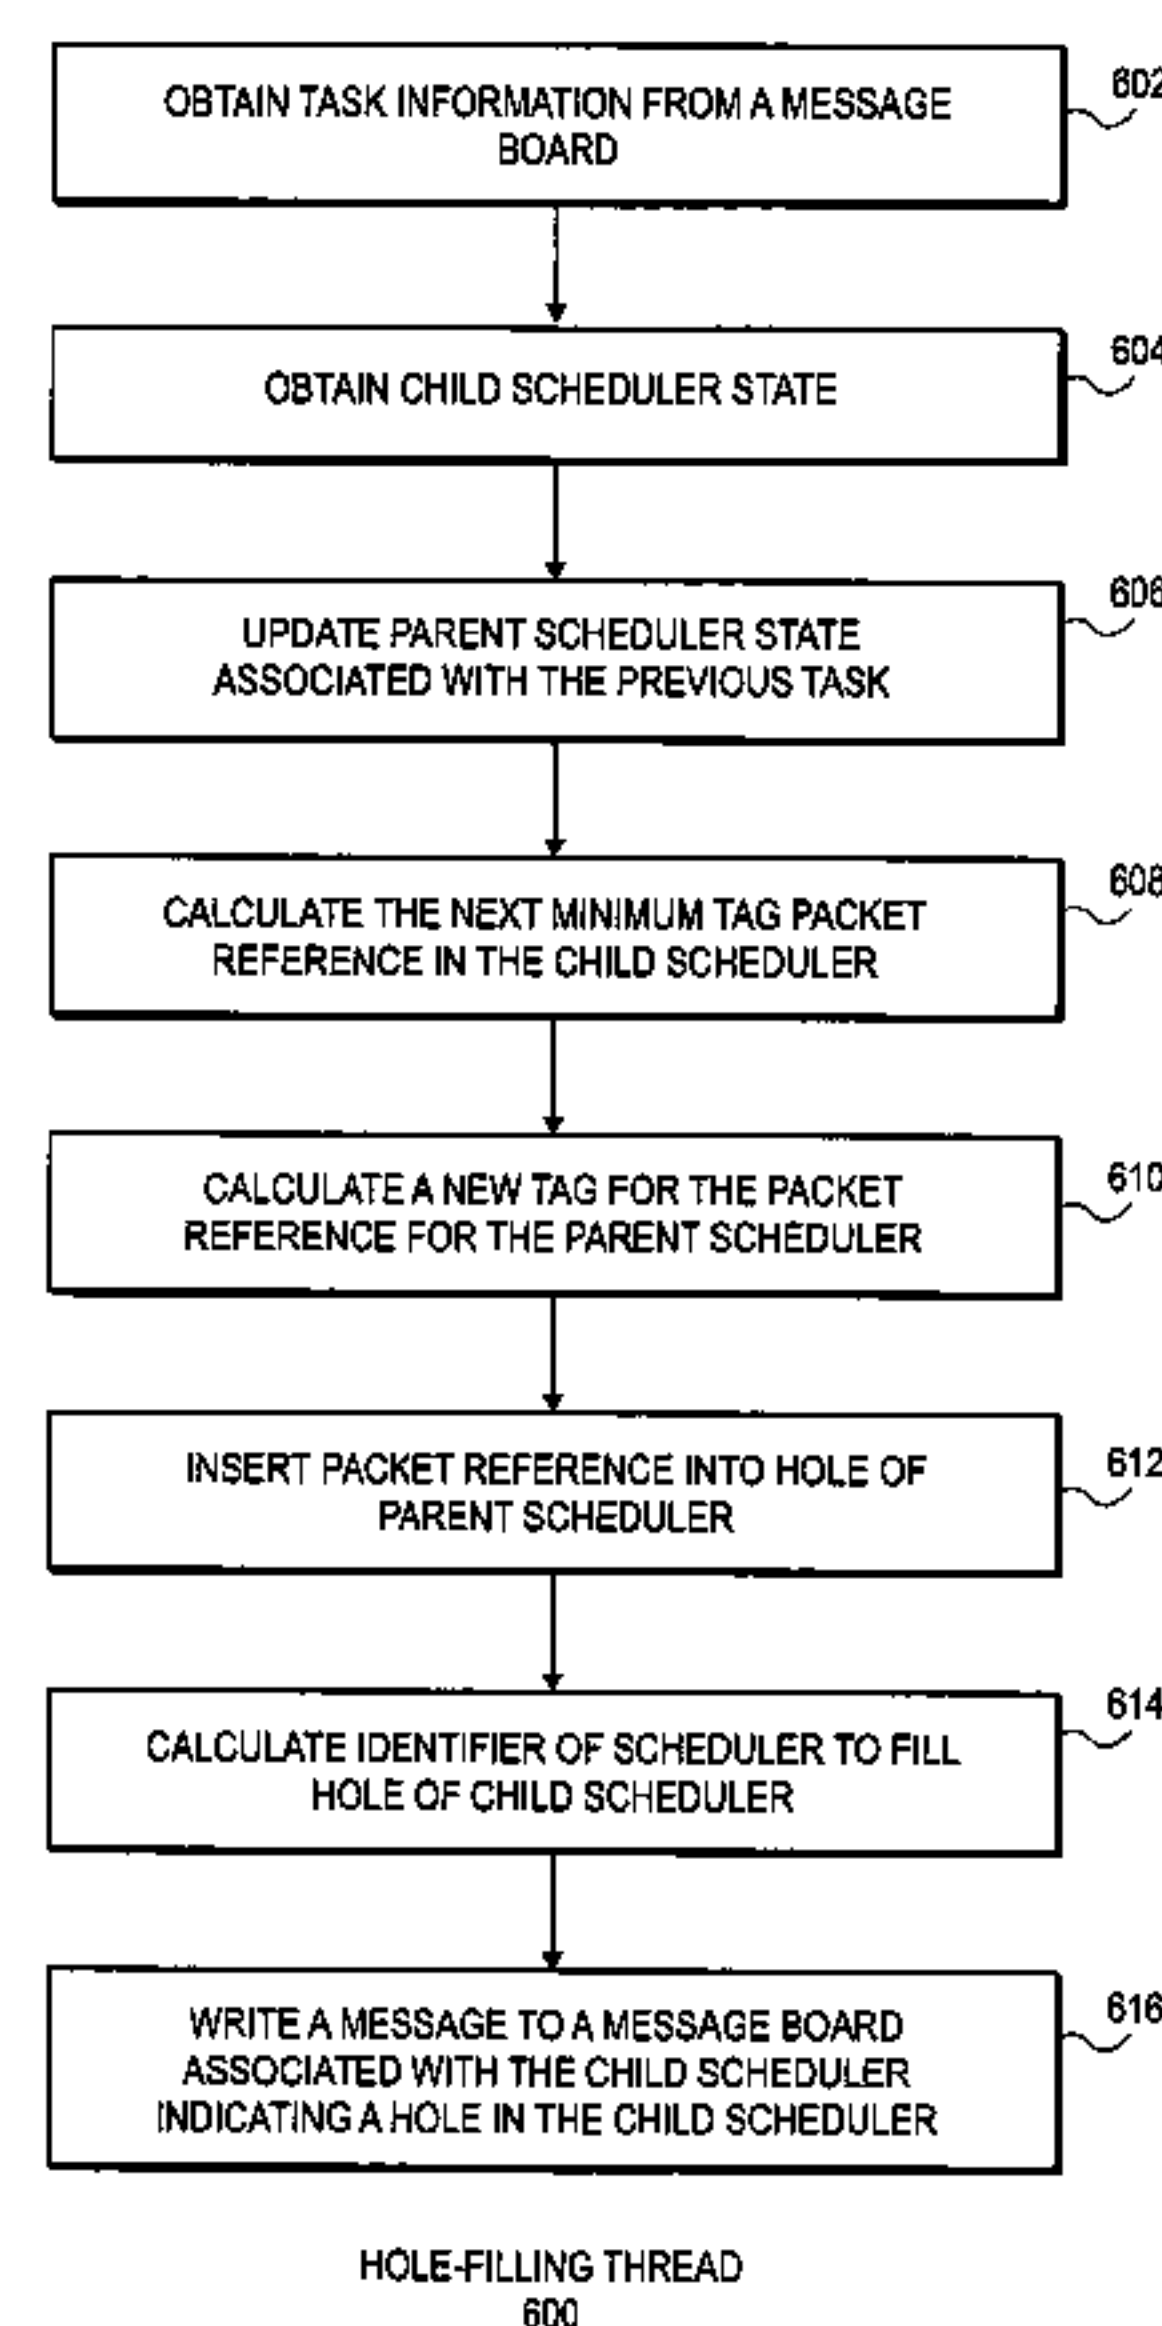 OBTAIN TASK INFORMATION FROM A MESSAGE
BOARD
602
OBTAIN CHILD SCHEDULER STATE
604
UPDATE PARENT SCHEDULER STATE
ASSOCIATED WITH THE PREVIOUS TASK
606
CALCULATE THE NEXT MINIMUM TAG PACKET
REFERENCE IN THE CHILD SCHEDULER
608
CALCULATE A NEW TAG FOR THE PACKET
REFERENCE FOR THE PARENT SCHEDULER
610
INSERT PACKET REFERENCE INTO HOLE OF
PARENT SCHEDULER
612
CALCULATE IDENTIFIER OF SCHEDULER TO FILL
HOLE OF CHILD SCHEDULER
614
WRITE A MESSAGE TO A MESSAGE BOARD
ASSOCIATED WITH THE CHILD SCHEDULER
INDICATING A HOLE IN THE CHILD SCHEDULER
616
HOLE-FILLING THREAD
600